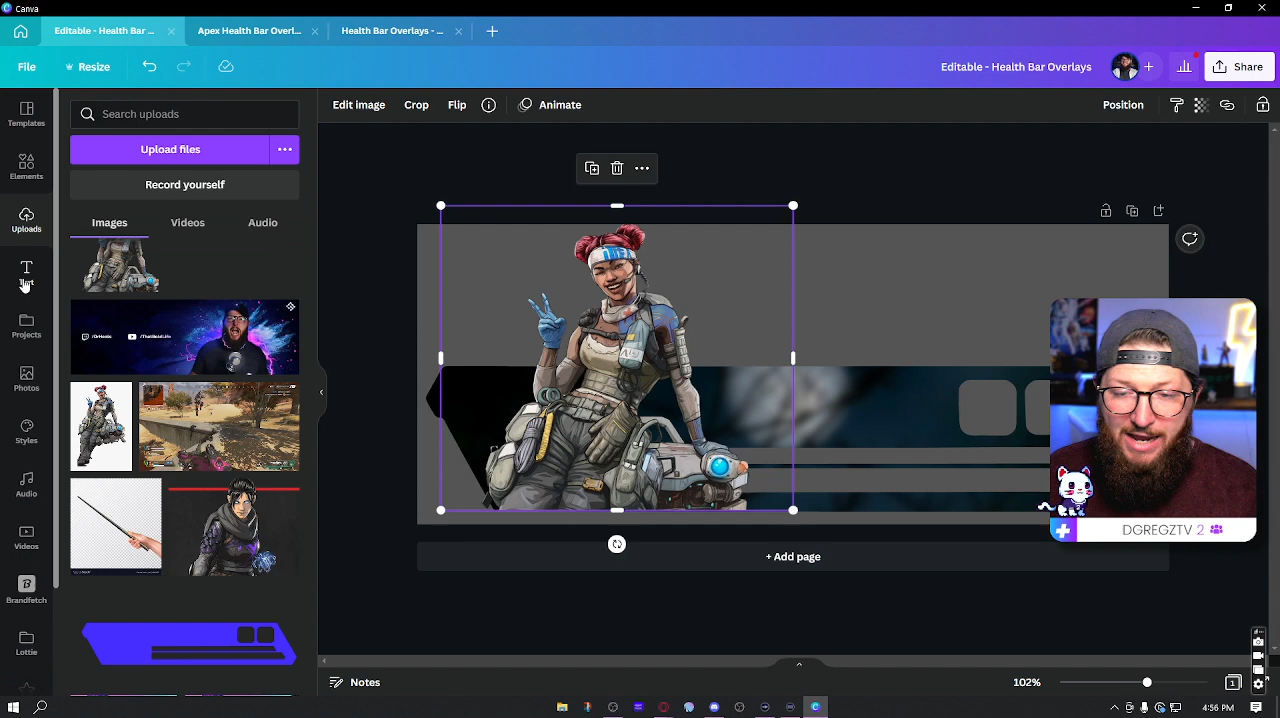 Canva
Editable - Health Bar ...
Apex Health Bar Overl...
Health Bar Overlays - ...
File
Resize
Editable - Health Bar Overlays
Share
Templates
Elements
Uploads
Text
Projects
Photos
Styles
Audio
Videos
Brandfetch
Lottie
Search uploads
Upload files
Record yourself
Images
Videos
Audio
/DrHealz
Edit image
Crop
Flip
Animate
Position
+ Add page
DGREGZTV 2
Notes
102%
1
4:56 PM